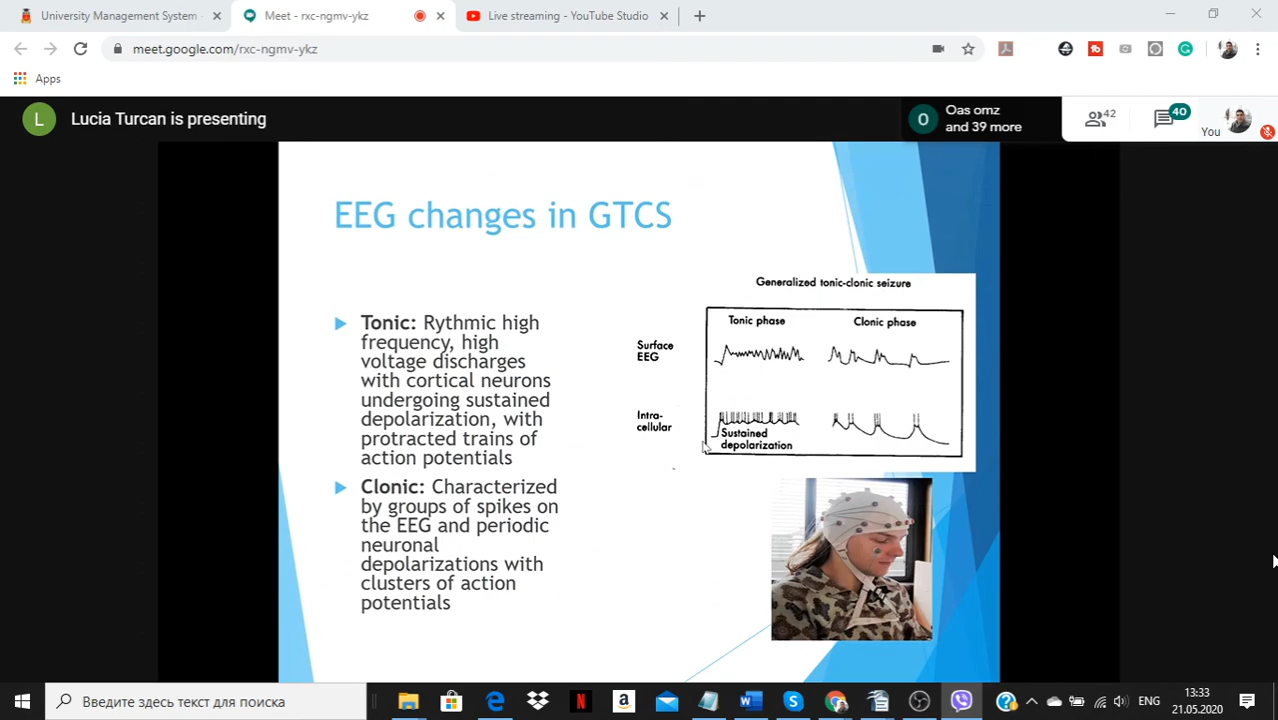 University Management System -
Meet - rxc-ngmv-ykz
Live streaming - YouTube Studio
meet.google.com/rxc-ngmv-ykz
Apps
L
Lucia Turcan is presenting
O
Oas omz
and 39 more
42
40
You
EEG changes in GTCS
Tonic: Rythmic high
frequency, high
voltage discharges
with cortical neurons
undergoing sustained
depolarization, with
protracted trains of
action potentials
Clonic: Characterized
by groups of spikes on
the EEG and periodic
neuronal
depolarizations with
clusters of action
potentials
Generalized tonic-clonic seizure
Tonic phase
Clonic phase
Surface
EEG
Intra-
cellular
Sustained
depolarization
Введите здесь текст для поиска
ENG
13:33
21.05.2020